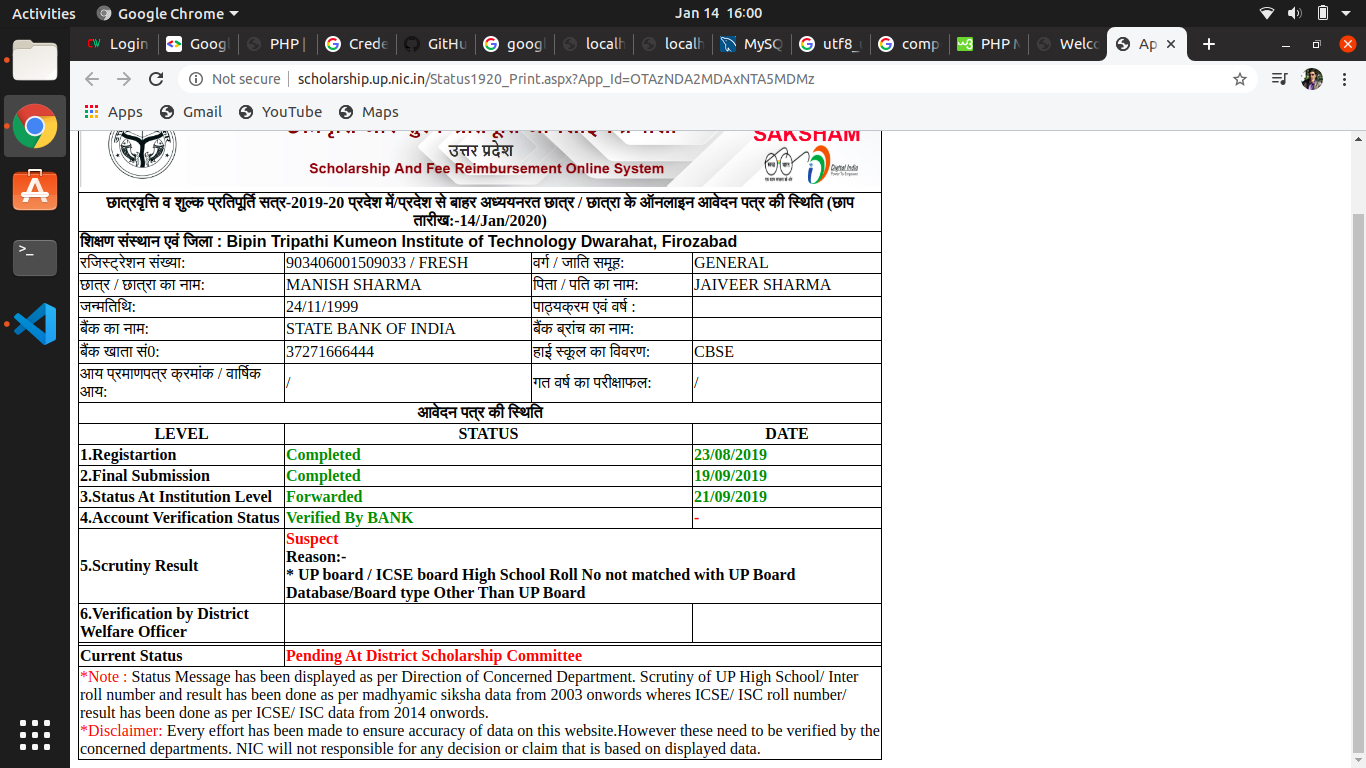 Activities Google Chrome Jan 14 16:00
Login Googl PHP | Crede GitHu goog localh localh MySQ utf8_ comp PHP M Welco Ap
Not secure scholarship.up.nic.in/Status1920_Print.aspx?App_Id=OTAzNDA2MDAxNTA5MDMz
Apps Gmail YouTube Maps
SAKSHAM
उत्तर प्रदेश
Scholarship And Fee Reimbursement Online System
Digital India
Power To Empower
छात्रवृत्ति व शुल्क प्रतिपूर्ति सत्र-2019-20 प्रदेश में/प्रदेश से बाहर अध्ययनरत छात्र / छात्रा के ऑनलाइन आवेदन पत्र की स्थिति (छाप
तारीख:-14/Jan/2020)
शिक्षण संस्थान एवं जिला : Bipin Tripathi Kumeon Institute of Technology Dwarahat, Firozabad
रजिस्ट्रेशन संख्या: 903406001509033 / FRESH वर्ग / जाति समूह: GENERAL
छात्र / छात्रा का नाम: MANISH SHARMA पिता / पति का नाम: JAIVEER SHARMA
जन्मतिथि: 24/11/1999 पाठ्यक्रम एवं वर्ष :
बैंक का नाम: STATE BANK OF INDIA बैंक ब्रांच का नाम:
बैंक खाता सं0: 37271666444 हाई स्कूल का विवरण: CBSE
आय प्रमाणपत्र क्रमांक / वार्षिक
आय: / गत वर्ष का परीक्षाफल: /
आवेदन पत्र की स्थिति
LEVEL STATUS DATE
1.Registartion Completed 23/08/2019
2.Final Submission Completed 19/09/2019
3.Status At Institution Level Forwarded 21/09/2019
4.Account Verification Status Verified By BANK -
5.Scrutiny Result Suspect
Reason:-
* UP board / ICSE board High School Roll No not matched with UP Board
Database/Board type Other Than UP Board
6.Verification by District
Welfare Officer
Current Status Pending At District Scholarship Committee
*Note : Status Message has been displayed as per Direction of Concerned Department. Scrutiny of UP High School/ Inter
roll number and result has been done as per madhyamic siksha data from 2003 onwords wheres ICSE/ ISC roll number/
result has been done as per ICSE/ ISC data from 2014 onwords.
*Disclaimer: Every effort has been made to ensure accuracy of data on this website.However these need to be verified by the
concerned departments. NIC will not responsible for any decision or claim that is based on displayed data.